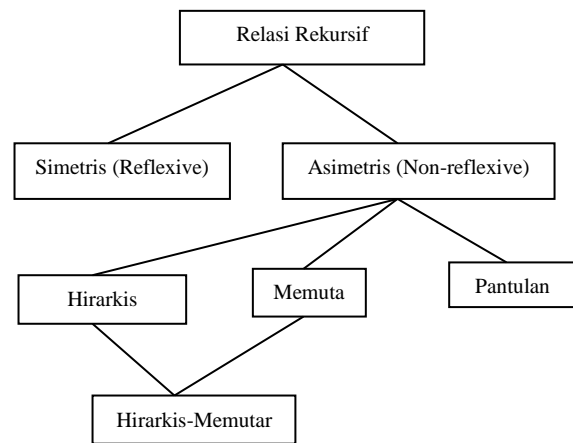 Relasi Rekursif
Simetris (Reflexive)
Asimetris (Non-reflexive)
Hirarkis
Memuta
Pantulan
Hirarkis-Memutar